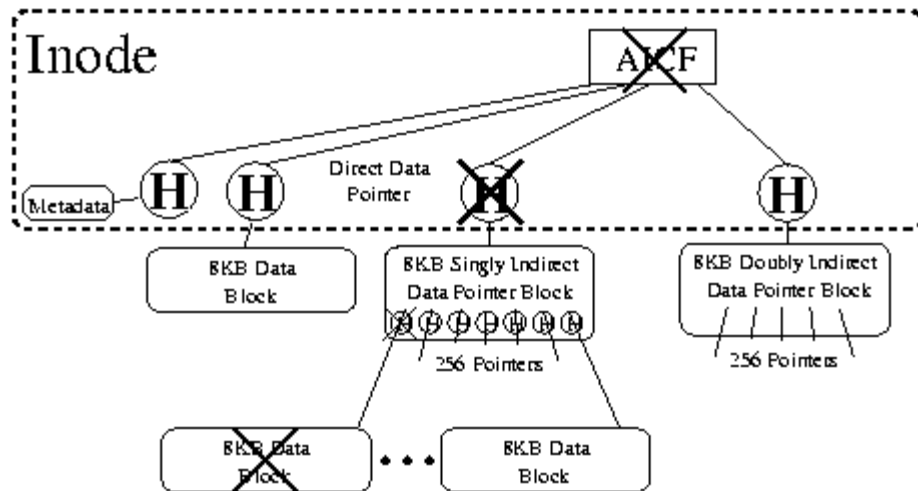 Inode
AICF
H
H
Direct Data
Pointer
H
H
Metadata
8KB Data
Block
8KB Singly Indirect
Data Pointer Block
H H H H H H H
256 Pointers
8KB Doubly Indirect
Data Pointer Block
256 Pointers
8KB Data
Block
8KB Data
Block